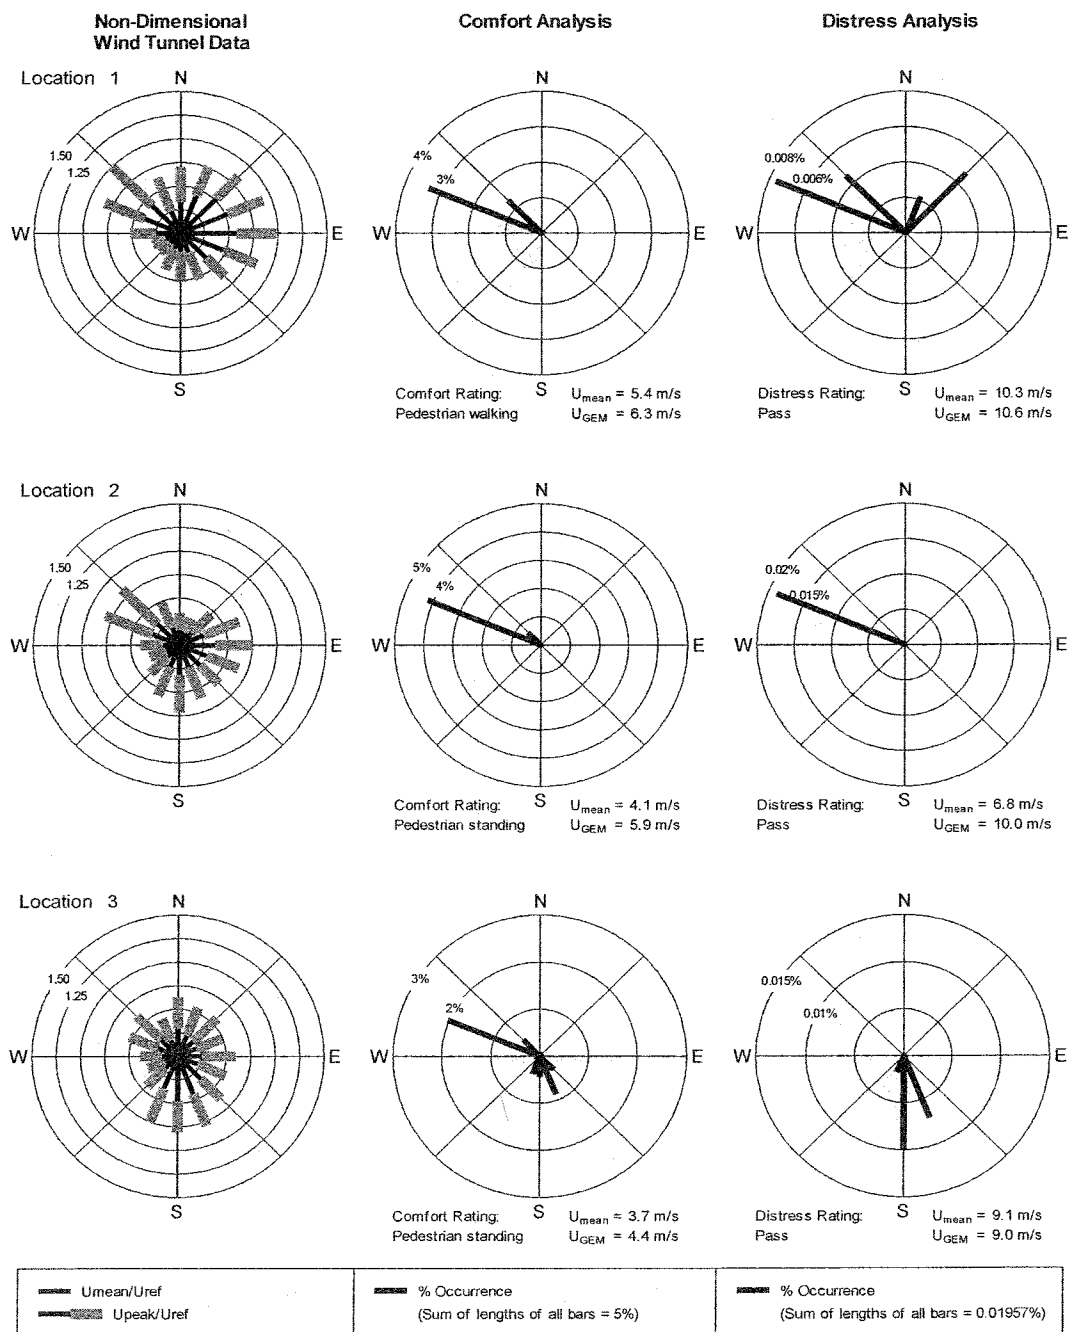 Non-Dimensional
Wind Tunnel Data
Comfort Analysis
Distress Analysis
Location 1
N
1.50
1.25
W
E
S
N
4%
3%
W
E
S
Comfort Rating:
Pedestrian walking
Umean = 5.4 m/s
UGEM = 6.3 m/s
N
0.008%
0.006%
W
E
S
Distress Rating:
Pass
Umean = 10.3 m/s
UGEM = 10.6 m/s
Location 2
N
1.50
1.25
W
E
S
N
5%
4%
W
E
S
Comfort Rating:
Pedestrian standing
Umean = 4.1 m/s
UGEM = 5.9 m/s
N
0.02%
0.015%
W
E
S
Distress Rating:
Pass
Umean = 6.8 m/s
UGEM = 10.0 m/s
Location 3
N
1.50
1.25
W
E
S
N
3%
2%
W
E
S
Comfort Rating:
Pedestrian standing
Umean = 3.7 m/s
UGEM = 4.4 m/s
N
0.015%
0.01%
W
E
S
Distress Rating:
Pass
Umean = 9.1 m/s
UGEM = 9.0 m/s
Umean/Uref
Upeak/Uref
% Occurrence
(Sum of lengths of all bars = 5%)
% Occurrence
(Sum of lengths of all bars = 0.01957%)